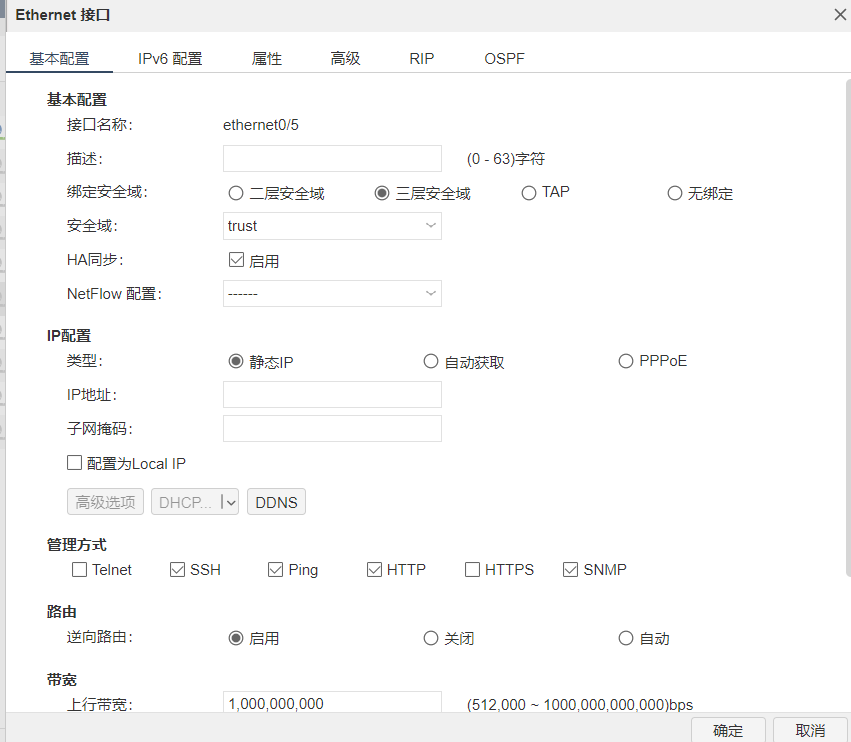 Ethernet 接口
基本配置 IPv6 配置 属性 高级 RIP OSPF
基本配置
接口名称: ethernet0/5
描述: (0 - 63)字符
绑定安全域: 二层安全域 三层安全域 TAP 无绑定
安全域: trust
HA同步: 启用
NetFlow 配置: ------
IP配置
类型: 静态IP 自动获取 PPPoE
IP地址:
子网掩码:
配置为Local IP
高级选项 DHCP... DDNS
管理方式
Telnet SSH Ping HTTP HTTPS SNMP
路由
逆向路由: 启用 关闭 自动
带宽
上行带宽: 1,000,000,000 (512,000 ~ 1000,000,000,000)bps
确定 取消